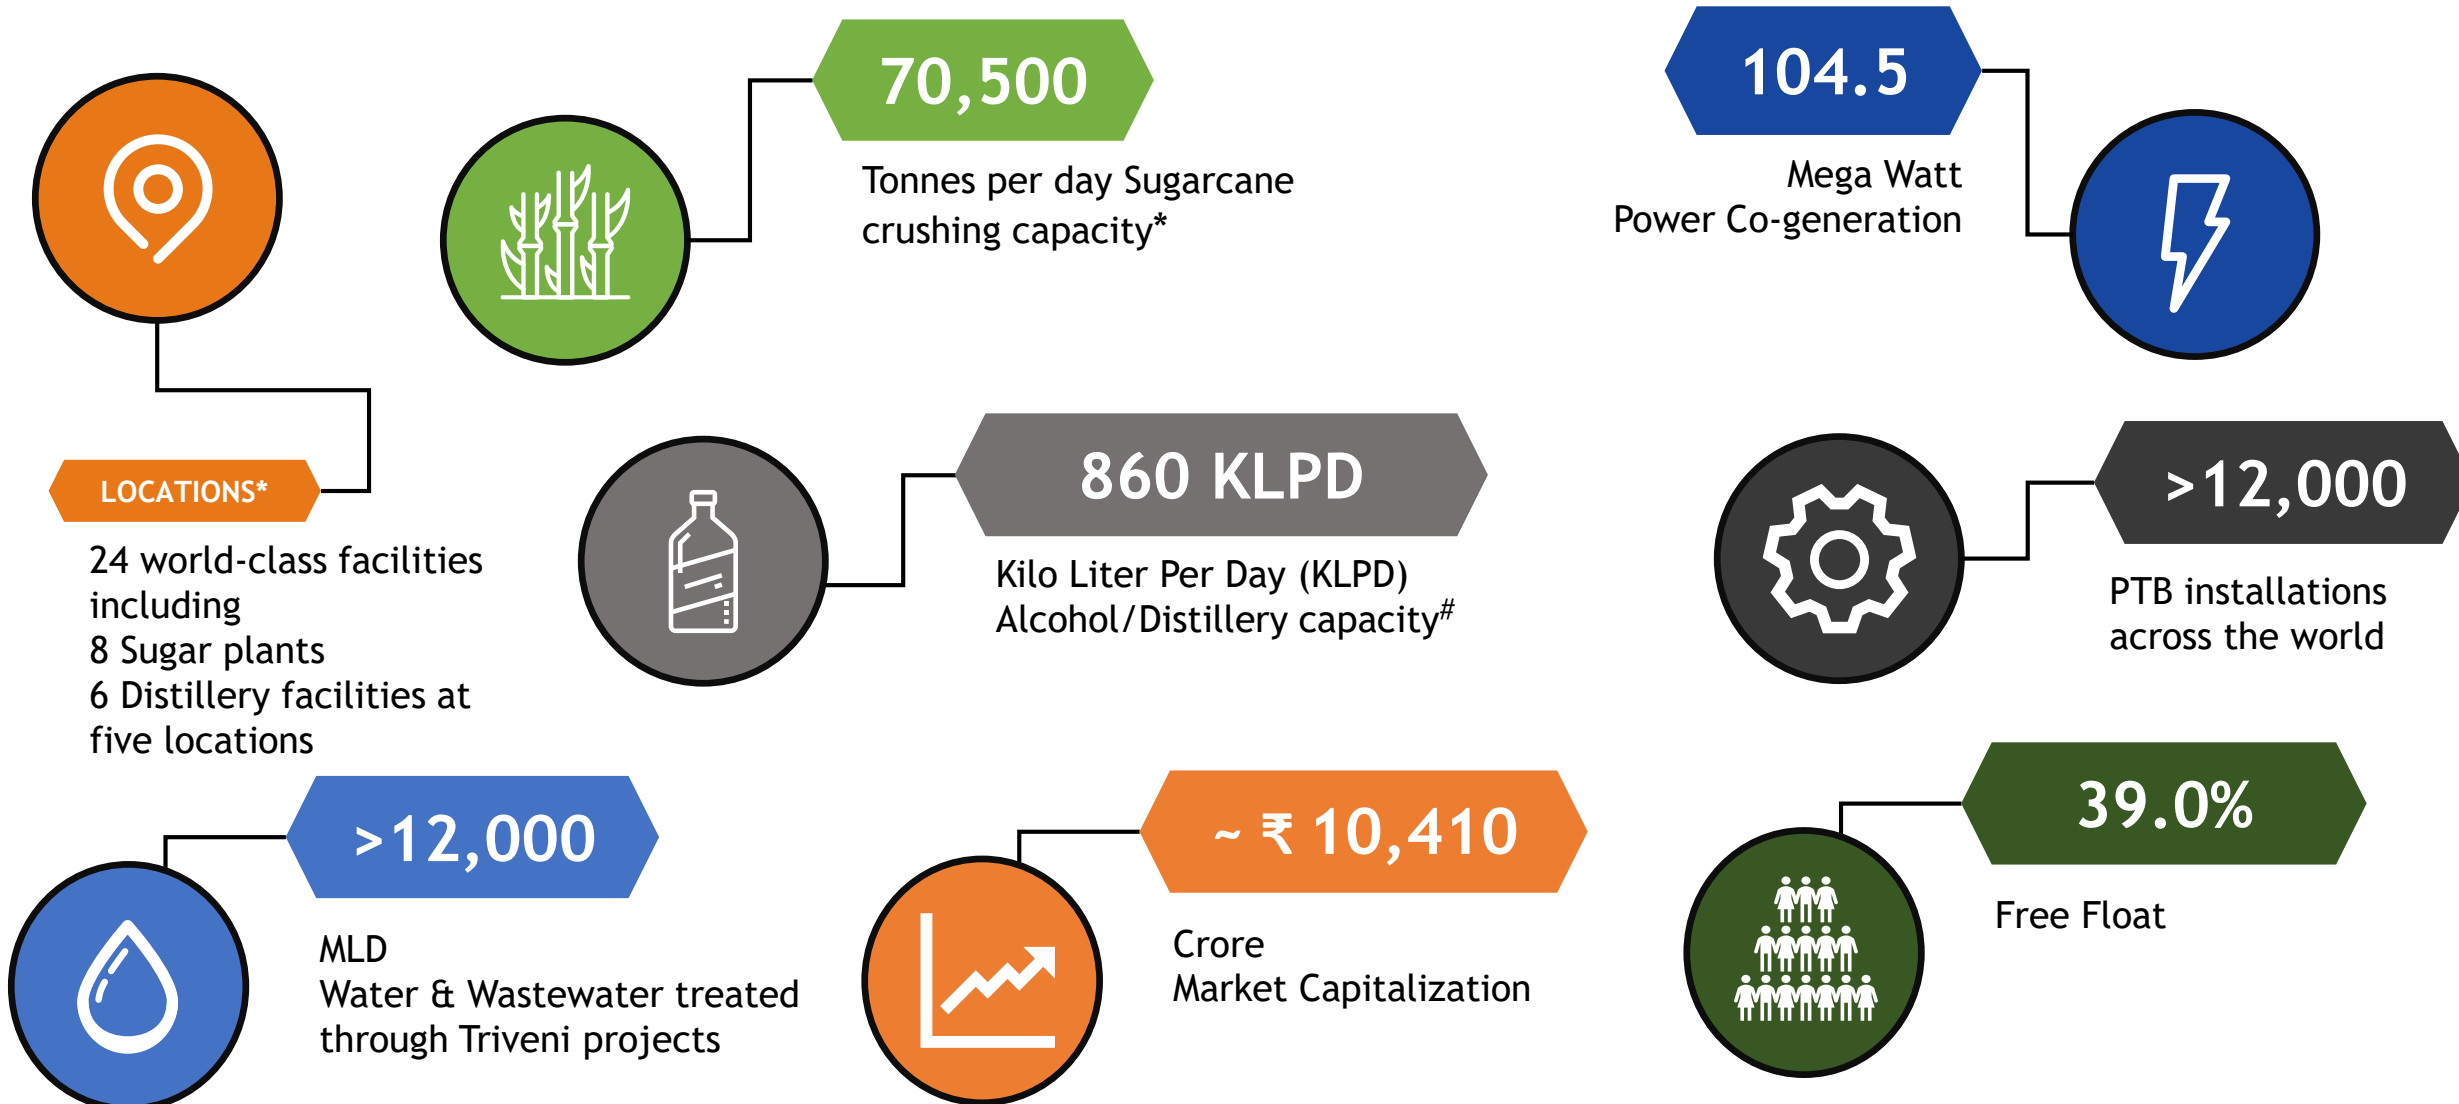 70,500
Tonnes per day Sugarcane
crushing capacity*
104.5
Mega Watt
Power Co-generation
LOCATIONS*
24 world-class facilities
including
8 Sugar plants
6 Distillery facilities at
five locations
860 KLPD
Kilo Liter Per Day (KLPD)
Alcohol/Distillery capacity#
>12,000
PTB installations
across the world
>12,000
MLD
Water & Wastewater treated
through Triveni projects
~ ₹ 10,410
Crore
Market Capitalization
39.0%
Free Float